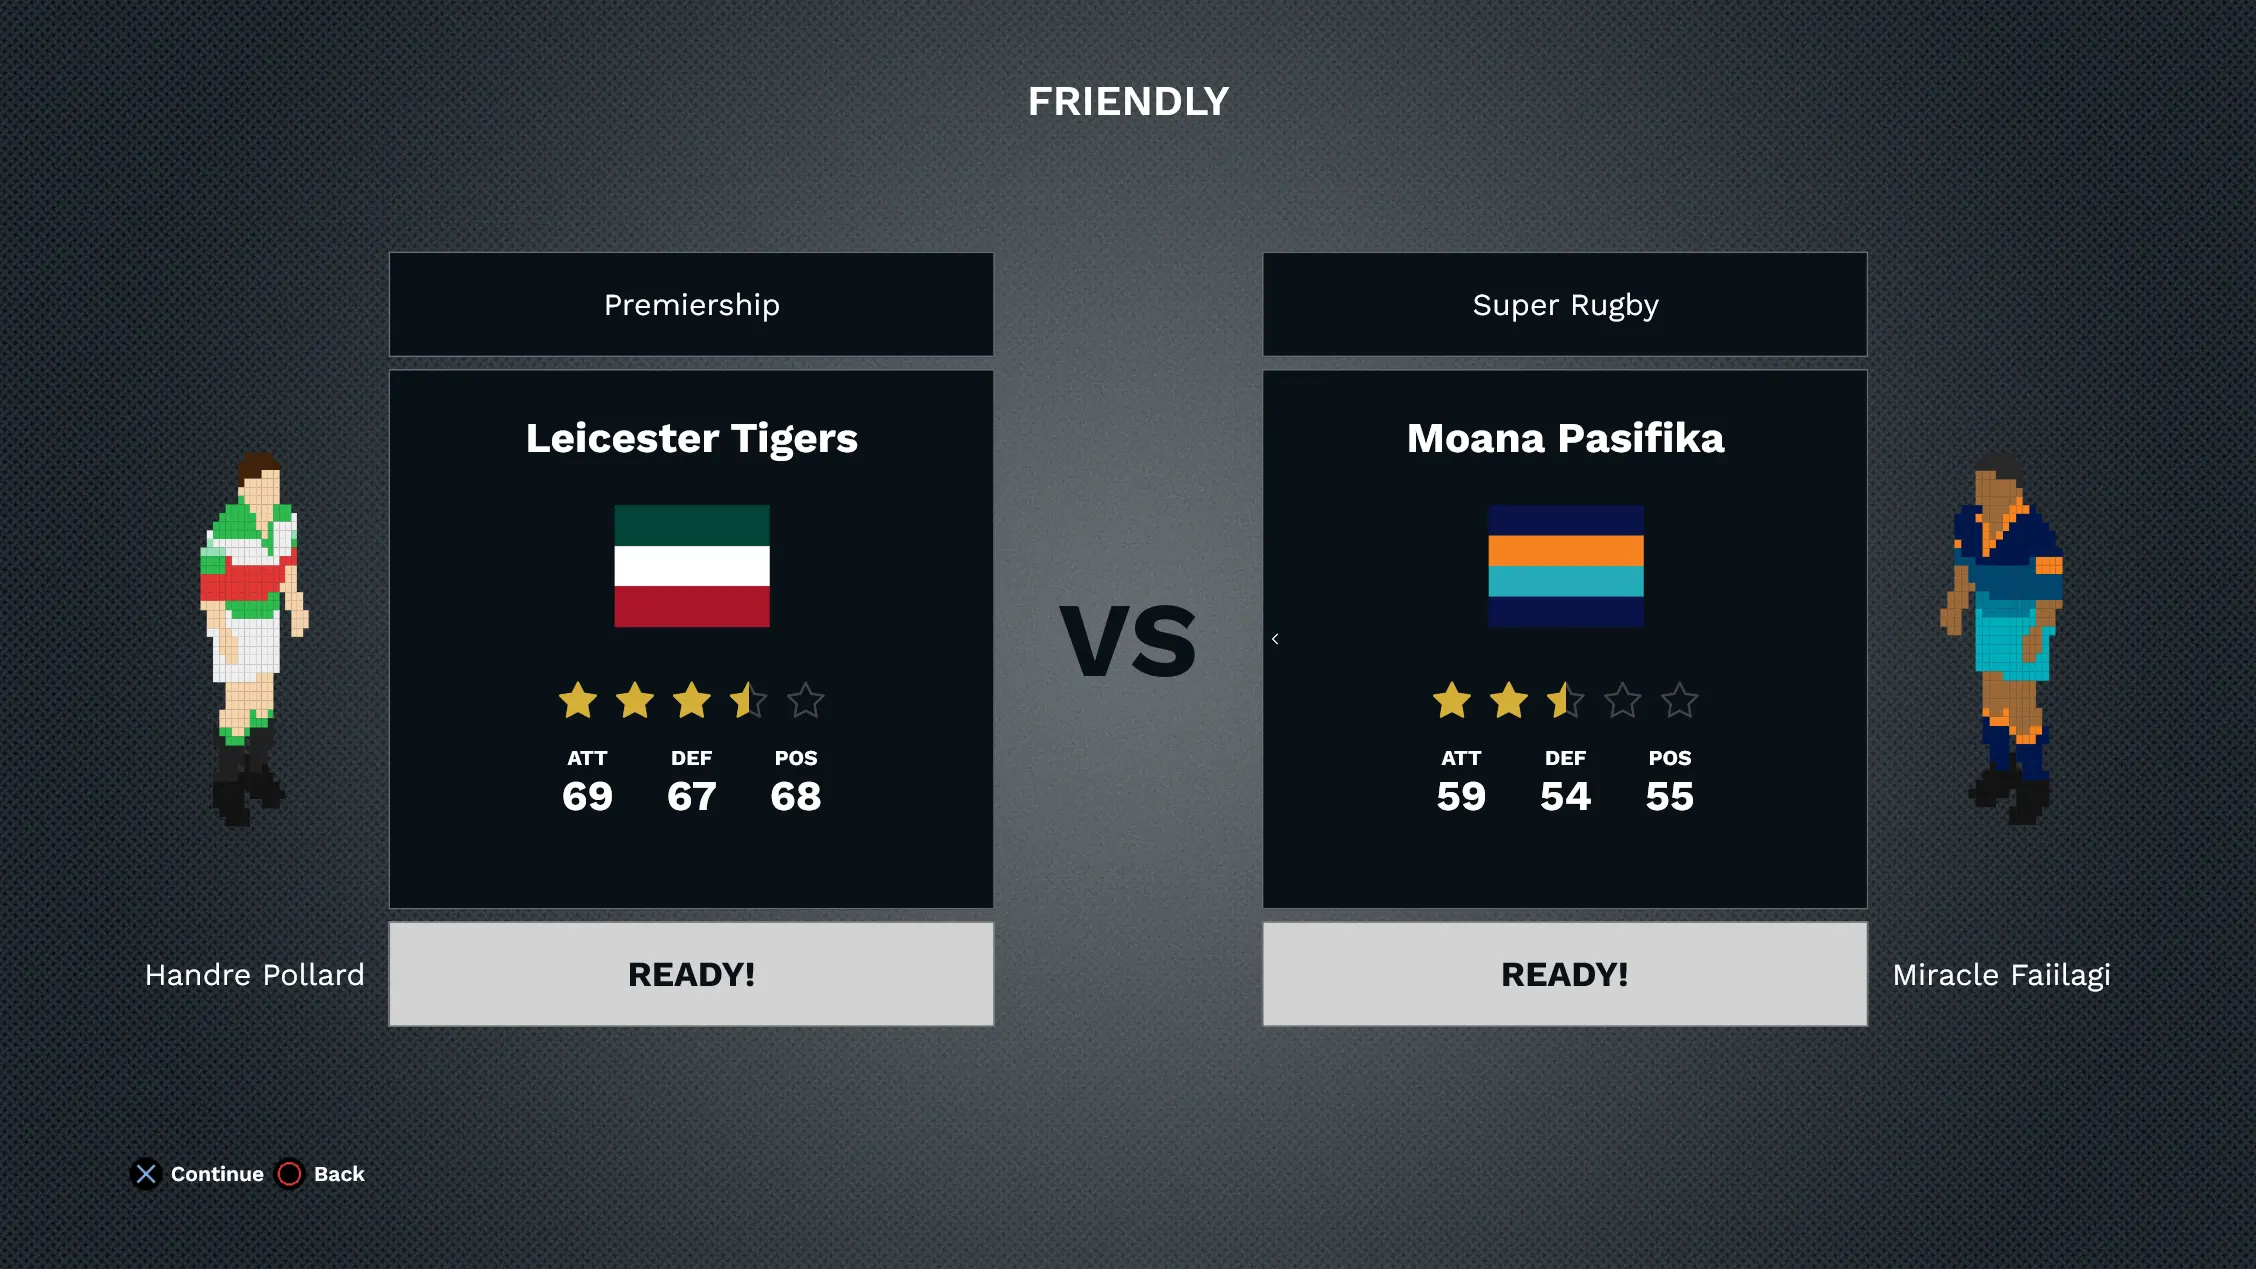 FRIENDLY
Premiership
Leicester Tigers
ATT DEF POS
69 67 68
READY!
Handre Pollard
VS
Super Rugby
Moana Pasifika
ATT DEF POS
59 54 55
READY!
Miracle Faiilagi
Continue Back